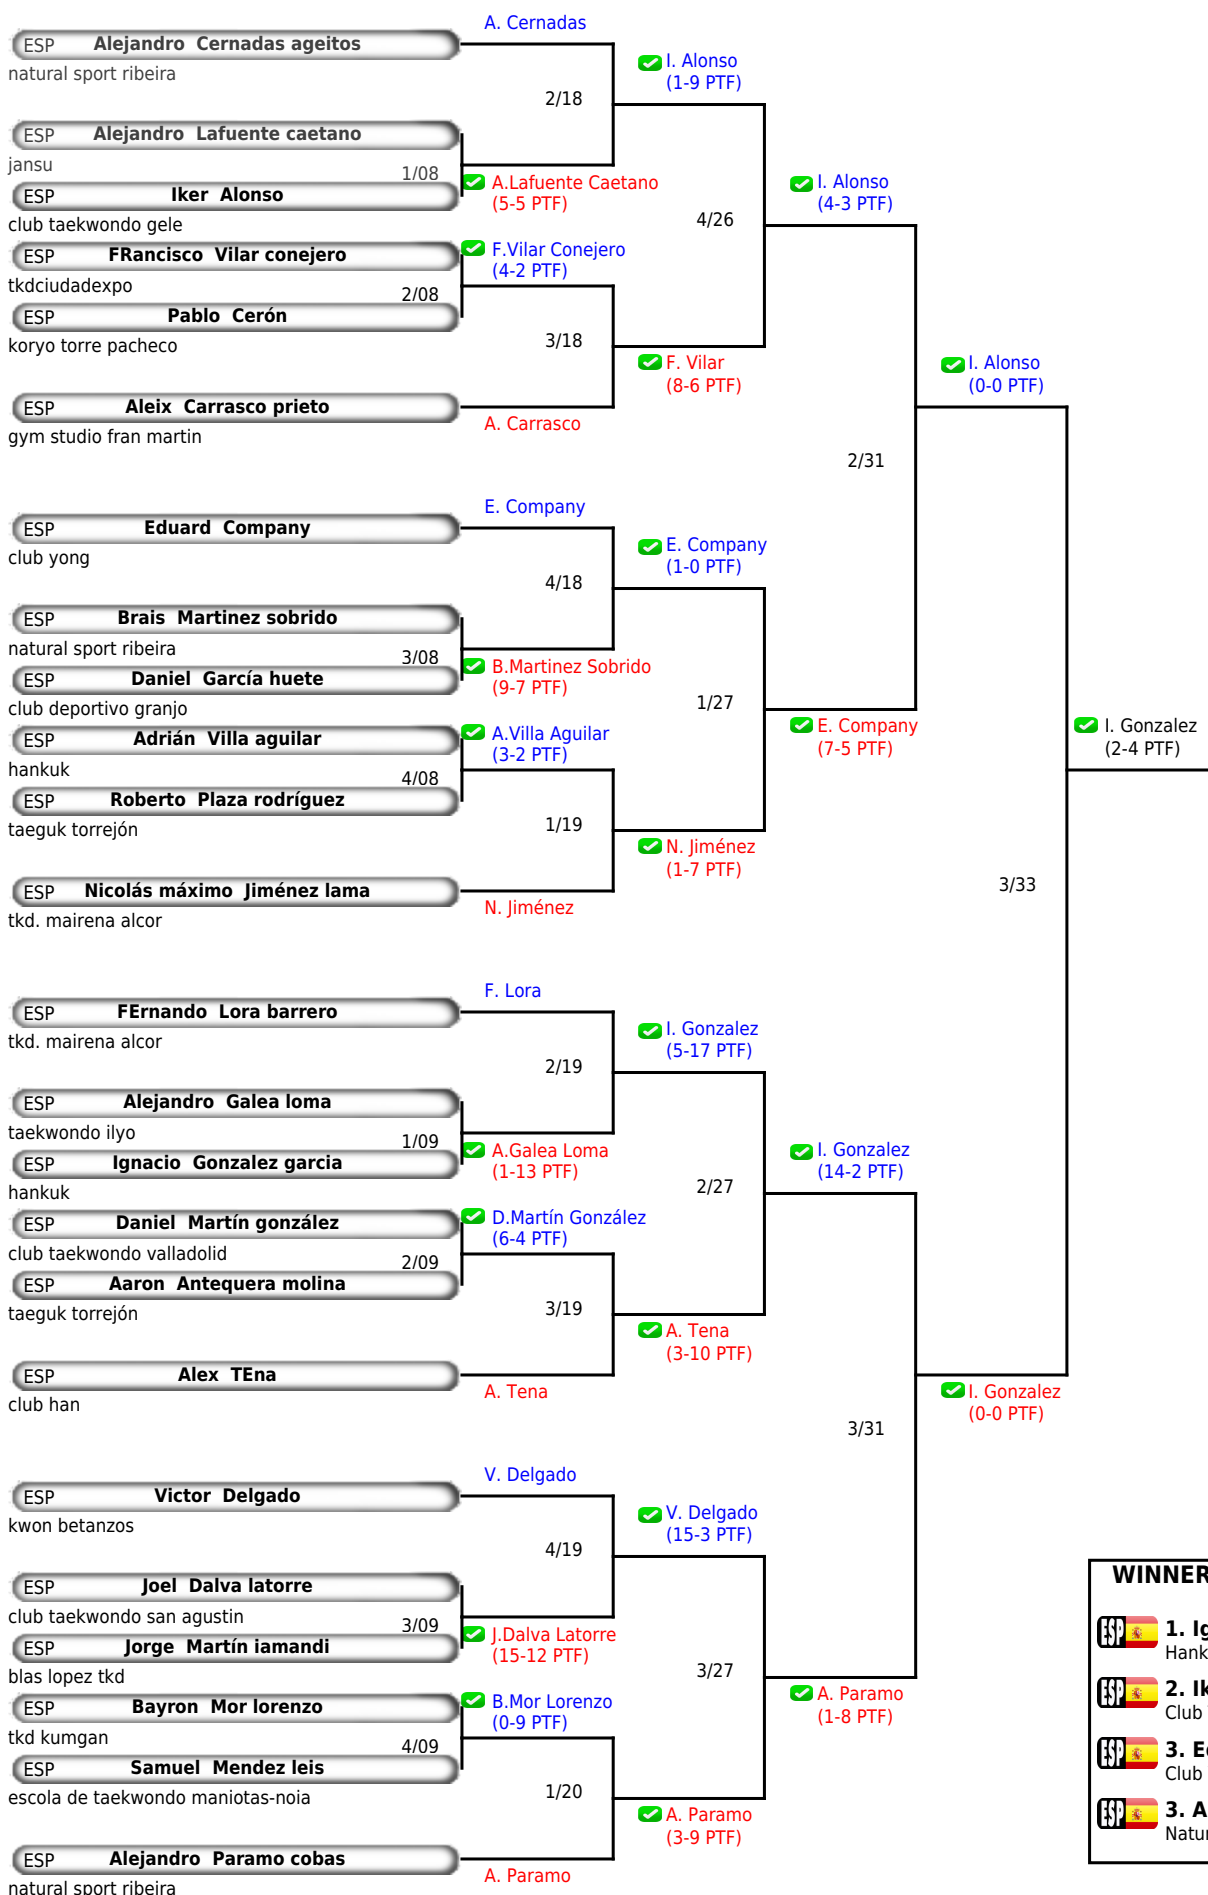 A. Cernadas
ESP Alejandro Cernadas ageitos
natural sport ribeira
I. Alonso
(1-9 PTF)
2/18
ESP Alejandro Lafuente caetano
jansu
1/08
A.Lafuente Caetano
(5-5 PTF)
I. Alonso
(4-3 PTF)
ESP Iker Alonso
club taekwondo gele
4/26
ESP FRancisco Vilar conejero
F.Vilar Conejero
(4-2 PTF)
tkdciudadexpo
2/08
ESP Pablo Cerón
koryo torre pacheco
3/18
F. Vilar
(8-6 PTF)
I. Alonso
(0-0 PTF)
ESP Aleix Carrasco prieto
gym studio fran martin
A. Carrasco
2/31
E. Company
ESP Eduard Company
club yong
E. Company
(1-0 PTF)
4/18
ESP Brais Martinez sobrido
natural sport ribeira
3/08
B.Martinez Sobrido
(9-7 PTF)
ESP Daniel García huete
club deportivo granjo
1/27
ESP Adrián Villa aguilar
A.Villa Aguilar
(3-2 PTF)
E. Company
(7-5 PTF)
I. Gonzalez
(2-4 PTF)
hankuk
4/08
ESP Roberto Plaza rodríguez
taeguk torrejón
1/19
N. Jiménez
(1-7 PTF)
ESP Nicolás máximo Jiménez lama
tkd. mairena alcor
N. Jiménez
3/33
F. Lora
ESP FErnando Lora barrero
tkd. mairena alcor
I. Gonzalez
(5-17 PTF)
2/19
ESP Alejandro Galea loma
taekwondo ilyo
1/09
A.Galea Loma
(1-13 PTF)
I. Gonzalez
(14-2 PTF)
ESP Ignacio Gonzalez garcia
hankuk
2/27
ESP Daniel Martín gonzález
D.Martín González
(6-4 PTF)
club taekwondo valladolid
2/09
ESP Aaron Antequera molina
taeguk torrejón
3/19
A. Tena
(3-10 PTF)
ESP Alex TEna
club han
A. Tena
I. Gonzalez
(0-0 PTF)
3/31
V. Delgado
ESP Victor Delgado
kwon betanzos
V. Delgado
(15-3 PTF)
4/19
ESP Joel Dalva latorre
club taekwondo san agustin
3/09
J.Dalva Latorre
(15-12 PTF)
ESP Jorge Martín iamandi
blas lopez tkd
3/27
ESP Bayron Mor lorenzo
B.Mor Lorenzo
(0-9 PTF)
A. Paramo
(1-8 PTF)
tkd kumgan
4/09
ESP Samuel Mendez leis
escola de taekwondo maniotas-noia
1/20
A. Paramo
(3-9 PTF)
ESP Alejandro Paramo cobas
natural sport ribeira
A. Paramo
WINNER
ESP 1. Ig
Hank
ESP 2. Ik
Club
ESP 3. E
Club
ESP 3. A
Natu